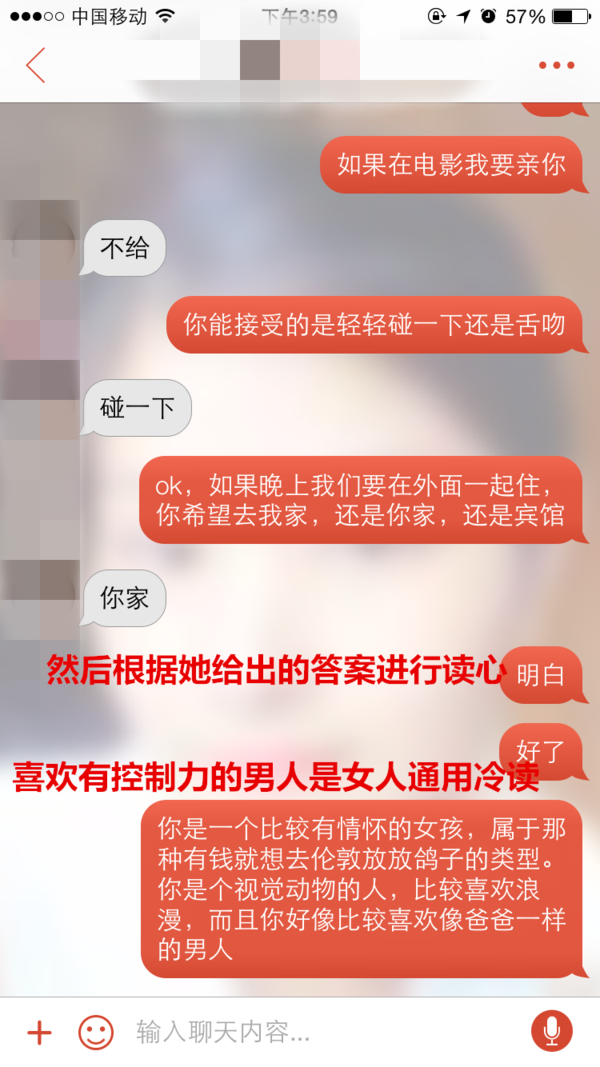 中国移动
下午3:59
57%
如果在电影我要亲你
不给
你能接受的是轻轻碰一下还是舌吻
碰一下
ok，如果晚上我们要在外面一起住，
你希望去我家，还是你家，还是宾馆
你家
然后根据她给出的答案进行读心
明白
好了
喜欢有控制力的男人是女人通用冷读
你是一个比较有情怀的女孩，属于那
种有钱就想去伦敦放放鸽子的类型。
你是个视觉动物的人，比较喜欢浪
漫，而且你好像比较喜欢像爸爸一样
的男人
输入聊天内容...